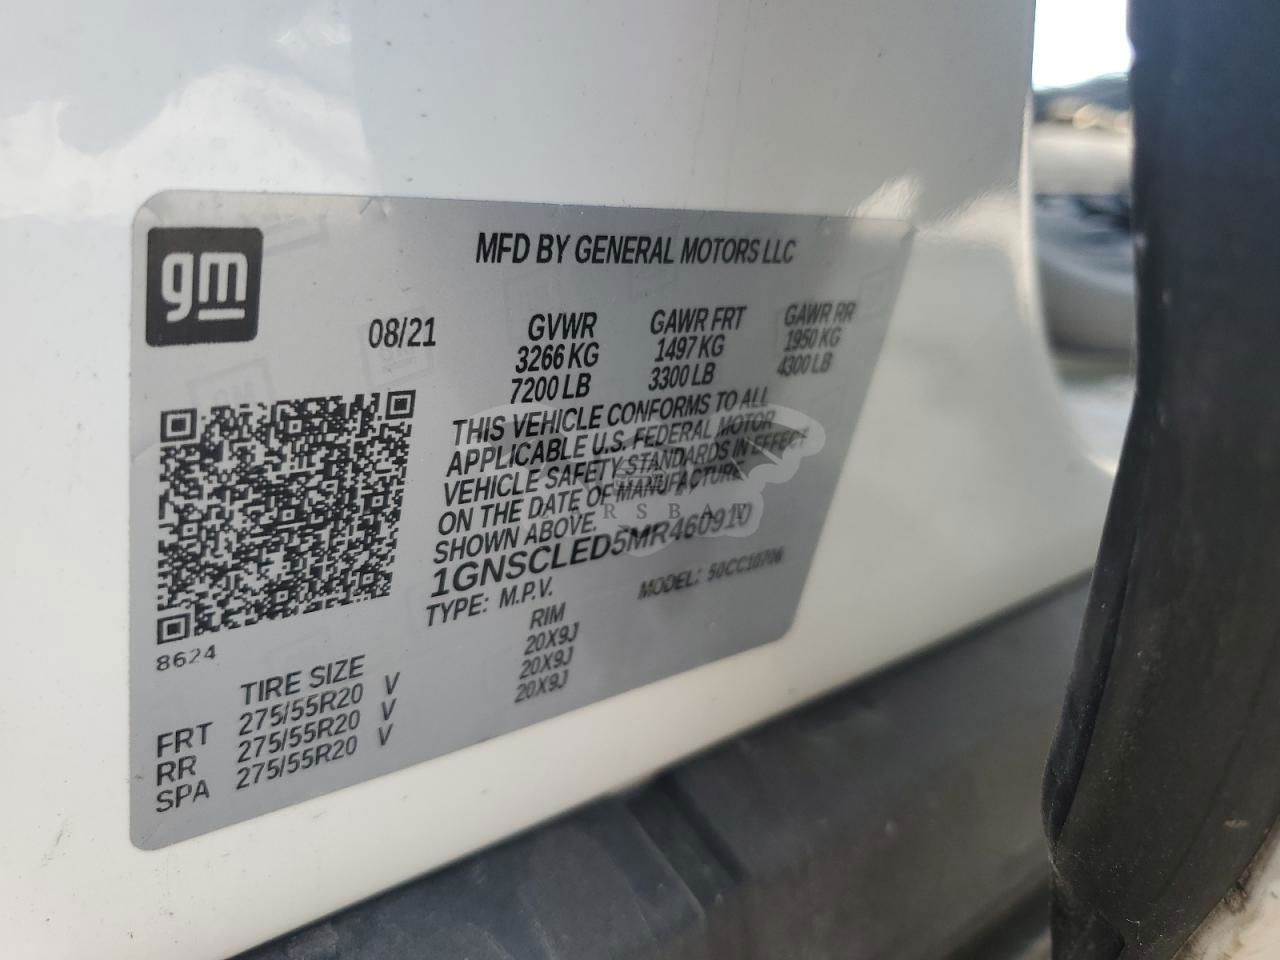 gm
MFD BY GENERAL MOTORS LLC
08/21
GVWR GAWR FRT GAWR RR
3266 KG 1497 KG 1950 KG
7200 LB 3300 LB 4300 LB
THIS VEHICLE CONFORMS TO ALL
APPLICABLE U.S. FEDERAL MOTOR
VEHICLE SAFETY STANDARDS IN EFFECT
ON THE DATE OF MANUFACTURE
SHOWN ABOVE.
1GNSCLED5MR460910
TYPE: M.P.V. MODEL: 50CC10706
8624
TIRE SIZE RIM
FRT 275/55R20 V 20X9J
RR 275/55R20 V 20X9J
SPA 275/55R20 V 20X9J